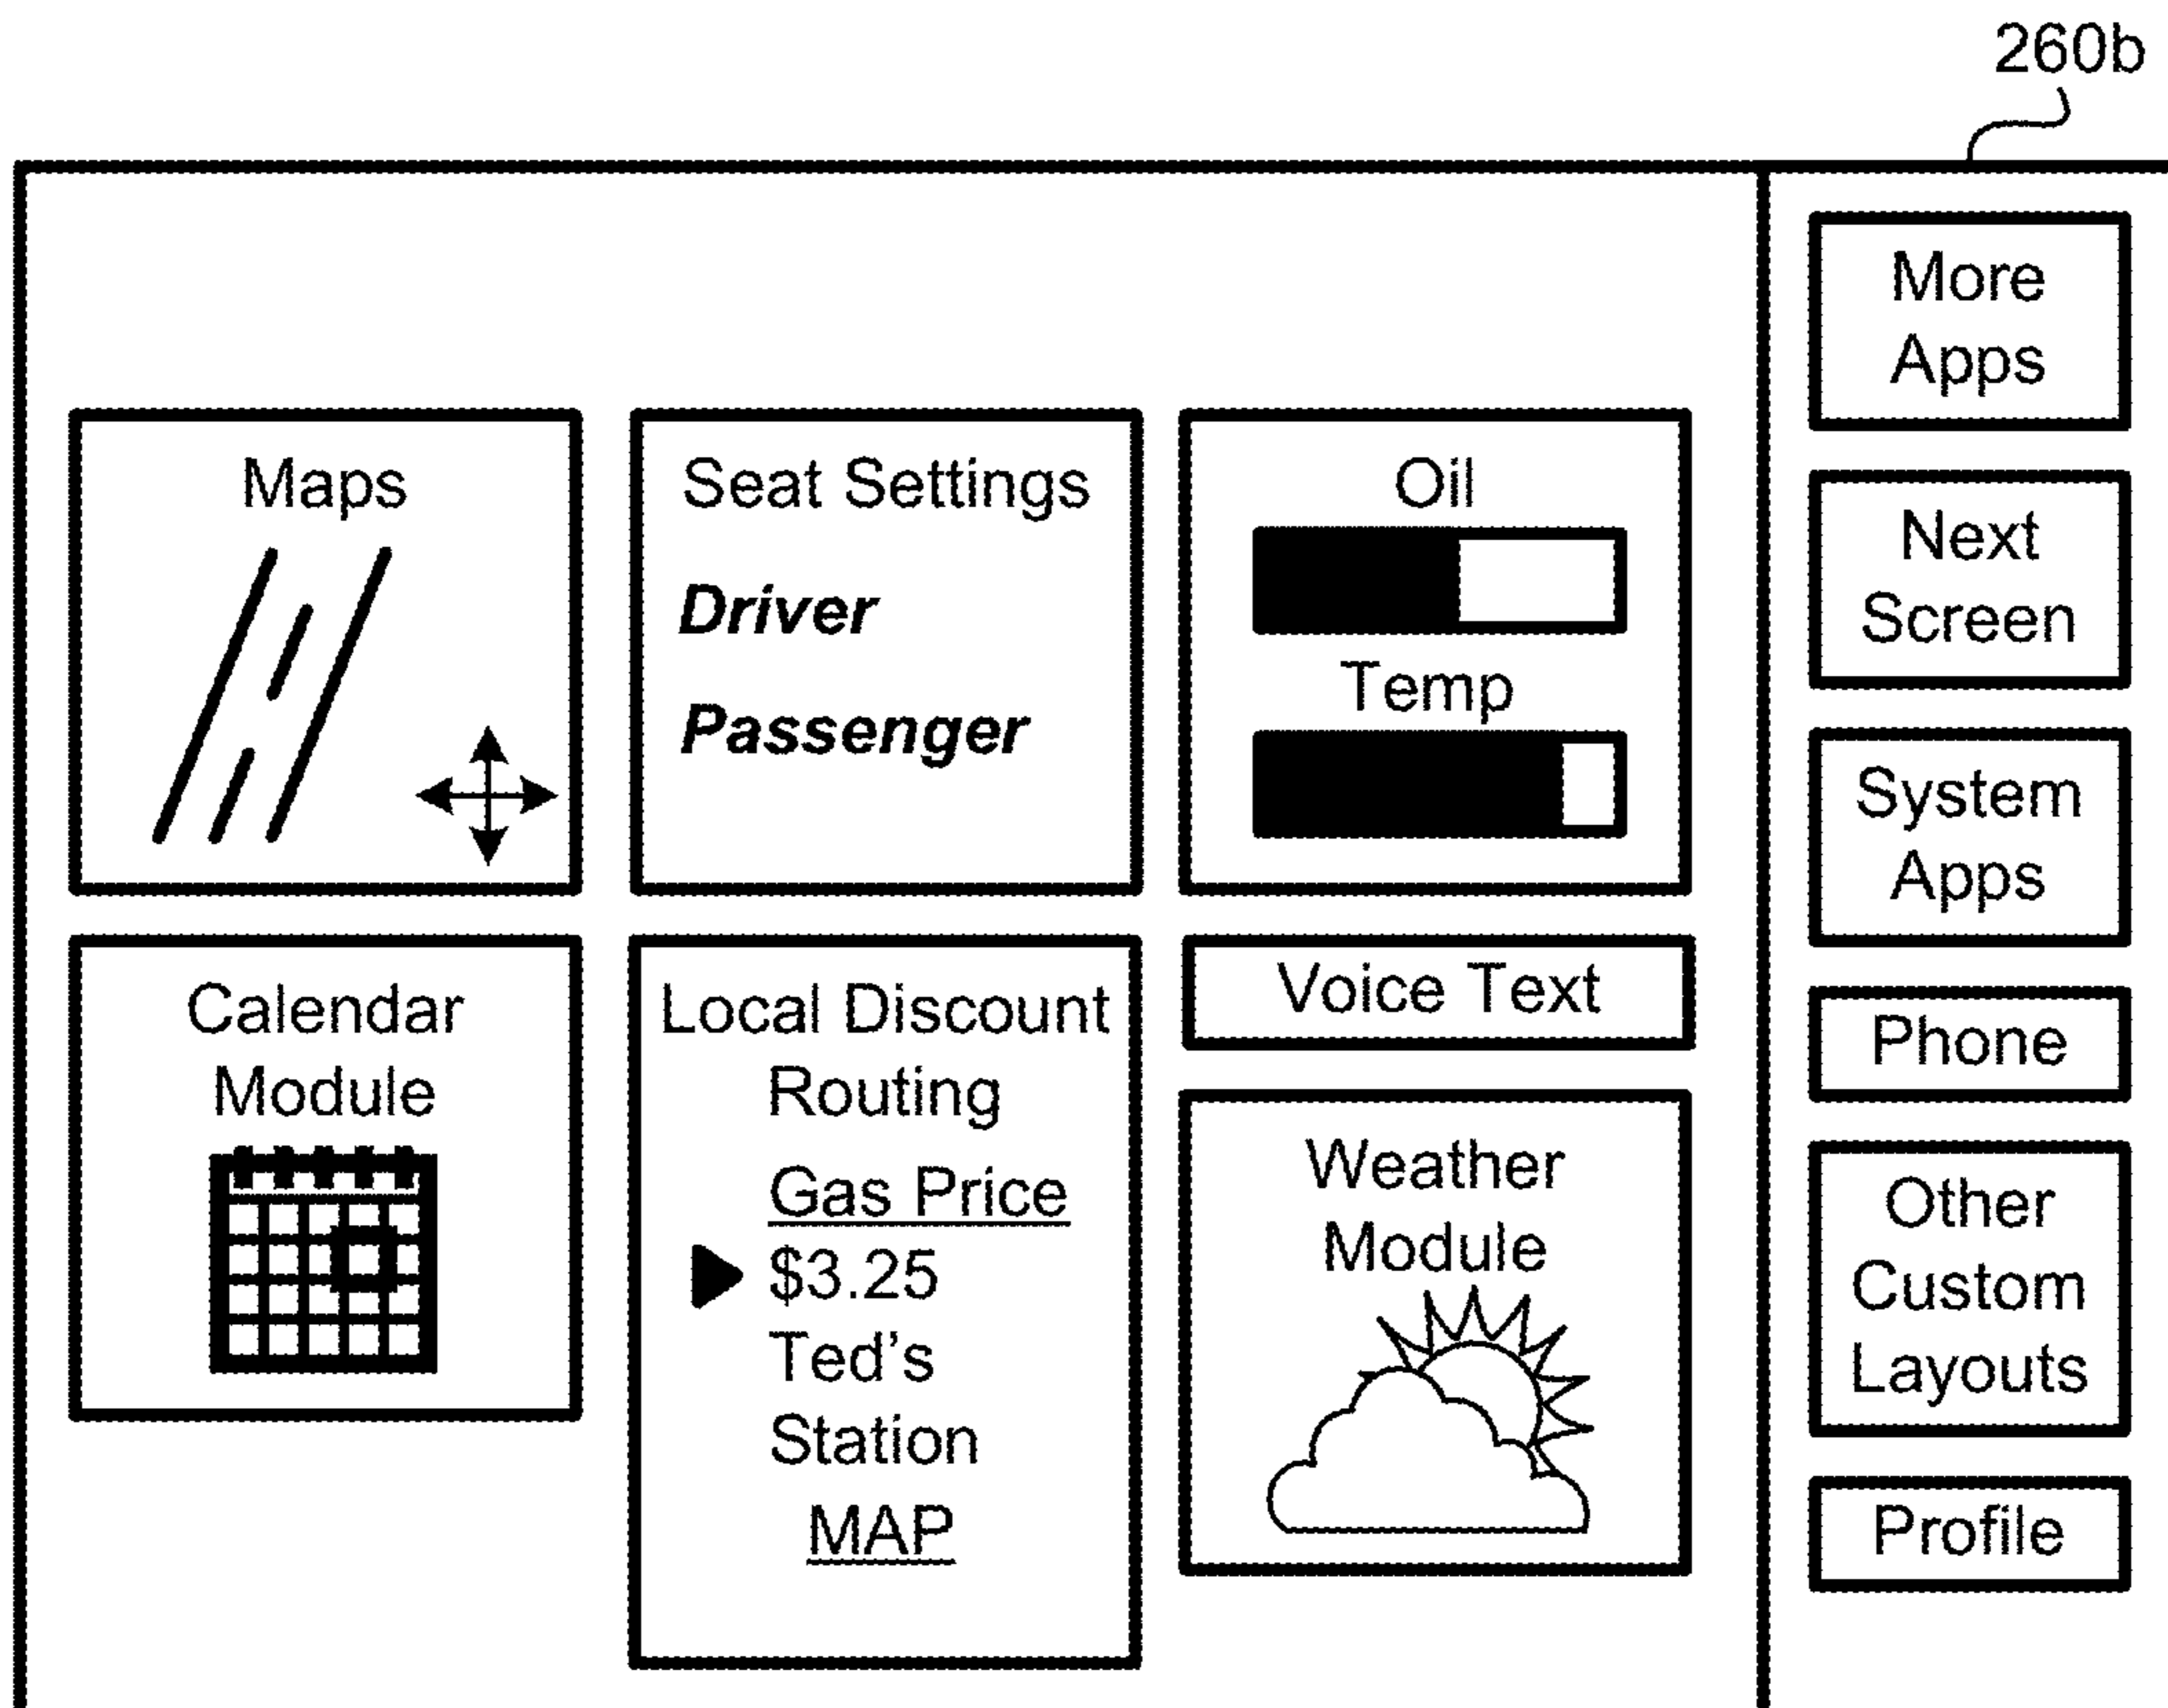 260b
Maps
Seat Settings
Driver
Passenger
Oil
Temp
Calendar
Module
Local Discount
Routing
Gas Price
$3.25
Ted's
Station
MAP
Voice Text
Weather
Module
More
Apps
Next
Screen
System
Apps
Phone
Other
Custom
Layouts
Profile